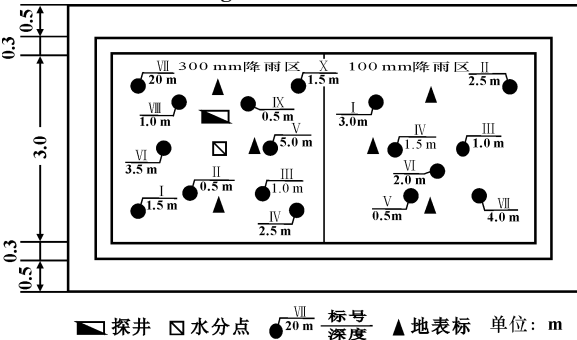 0.5
0.3
3.0
0.3
0.5
300 mm降雨区
100 mm降雨区
Ⅶ
20 m
Ⅹ
1.5 m
Ⅷ
1.0 m
Ⅸ
0.5 m
Ⅴ
5.0 m
Ⅵ
3.5 m
Ⅱ
0.5 m
Ⅲ
1.0 m
Ⅰ
1.5 m
Ⅳ
2.5 m
Ⅱ
2.5 m
Ⅰ
3.0m
Ⅳ
1.5 m
Ⅲ
1.0 m
Ⅵ
2.0 m
Ⅴ
0.5m
Ⅶ
4.0 m
探井
水分点
Ⅶ
20 m
标号
深度
地表标
单位: m